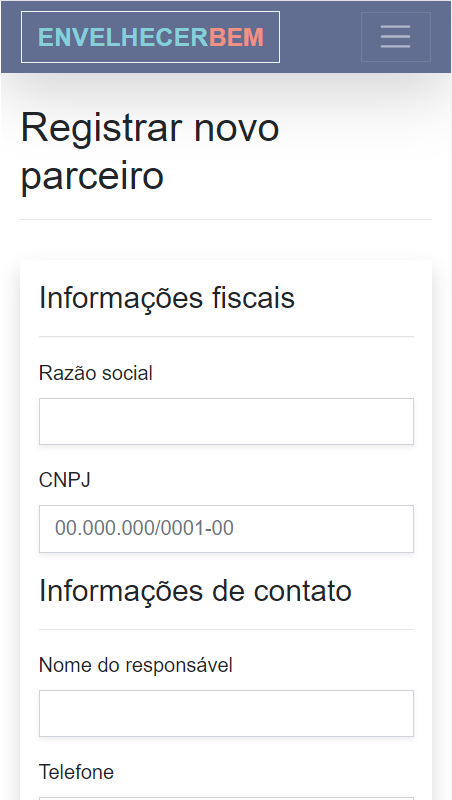 ENVELHECERBEM
Registrar novo
parceiro
Informações fiscais
Razão social
CNPJ
00.000.000/0001-00
Informações de contato
Nome do responsável
Telefone